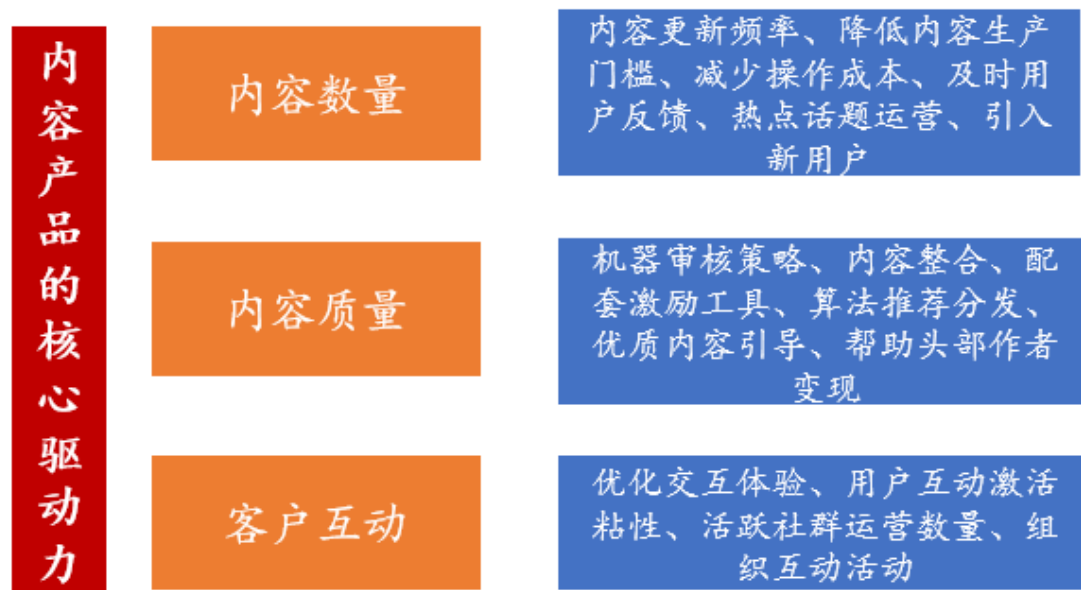 内容产品的核心驱动力
内容数量
内容更新频率、降低内容生产
门槛、减少操作成本、及时用
户反馈、热点话题运营、引入
新用户
内容质量
机器审核策略、内容整合、配
套激励工具、算法推荐分发、
优质内容引导、帮助头部作者
变现
客户互动
优化交互体验、用户互动激活
粘性、活跃社群运营数量、组
织互动活动